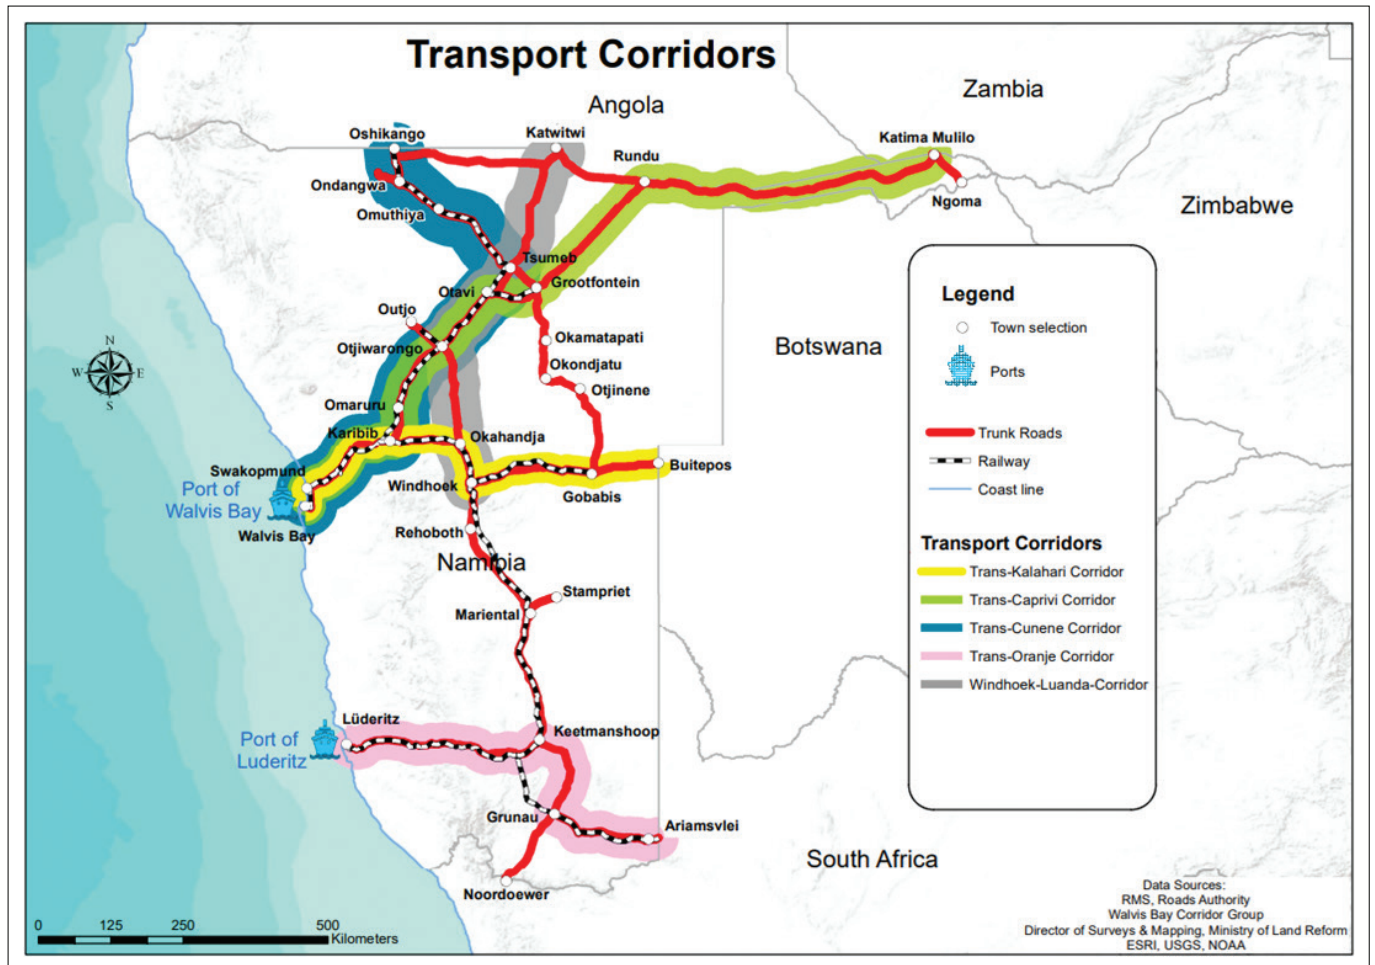 Transport Corridors
Zambia
Angola
Oshikango
Katwitwi
Katima Mulilo
Rundu
Ondangwa
Ngoma
Omuthiya
Zimbabwe
Tsumeb
Grootfontein
Otavi
Outjo
Okamatapati
Otjiwarongo
Botswana
Okondjatu
Otjinene
Omaruru
Karibib
Okahandja
Swakopmund
Buitepos
Port of
Walvis Bay
Windhoek
Gobabis
Walvis Bay
Rehoboth
Namibia
Stampriet
Mariental
Lüderitz
Keetmanshoop
Port of
Luderitz
Grunau
Ariamsvlei
South Africa
Noordoewer
N
W
E
S
Legend
Town selection
Ports
Trunk Roads
Railway
Coast line
Transport Corridors
Trans-Kalahari Corridor
Trans-Caprivi Corridor
Trans-Cunene Corridor
Trans-Oranje Corridor
Windhoek-Luanda-Corridor
0 125 250 500
Kilometers
Data Sources:
RMS, Roads Authority
Walvis Bay Corridor Group
Director of Surveys & Mapping, Ministry of Land Reform
ESRI, USGS, NOAA